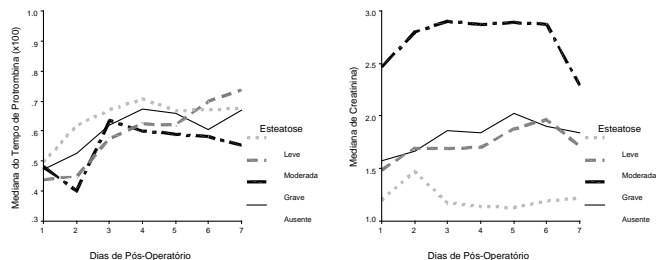 Mediana do Tempo de Protrombina (x100)
1.0
.9
.8
.7
.6
.5
.4
.3
1 2 3 4 5 6 7
Dias de Pós-Operatório
Esteatose
Leve
Moderada
Grave
Ausente
Mediana de Creatinina)
3.0
2.5
2.0
1.5
1.0
1 2 3 4 5 6 7
Dias de Pós-Operatório
Esteatose
Leve
Moderada
Grave
Ausente